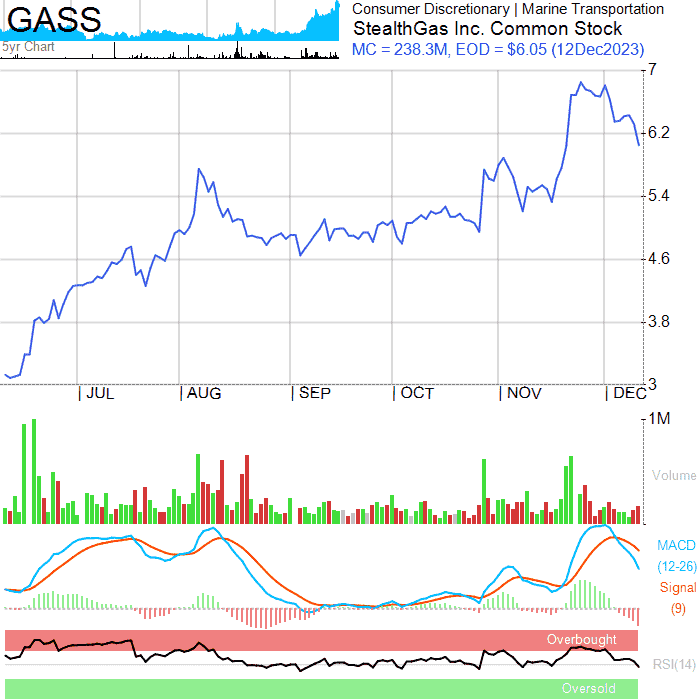 GASS
5yr Chart
Consumer Discretionary | Marine Transportation
StealthGas Inc. Common Stock
MC = 238.3M, EOD = $6.05 (12Dec2023)
7
6.2
5.4
4.6
3.8
3
| JUL | AUG | SEP | OCT | NOV | DEC
1M
Volume
MACD
(12-26)
Signal
(9)
Overbought
RSI(14)
Oversold